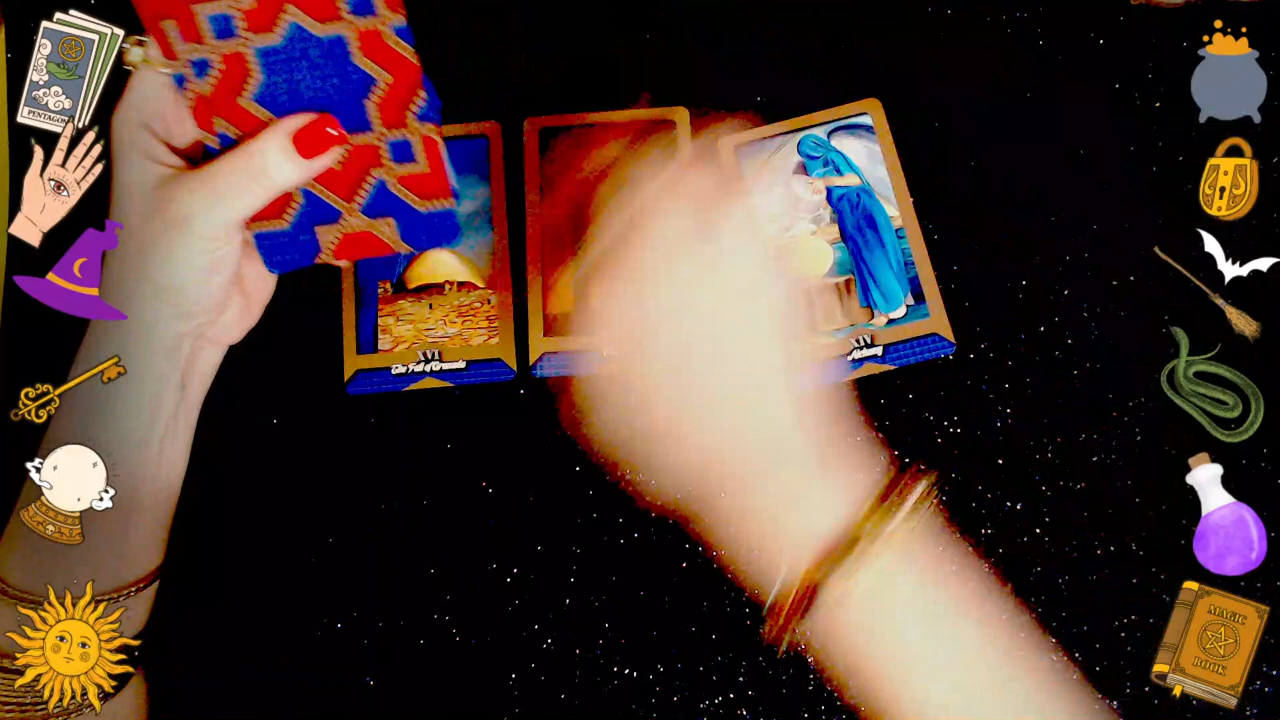 PENTAGON
XVI
The Fall of Granada
XIV
Alchemy
MAGIC
BOOK